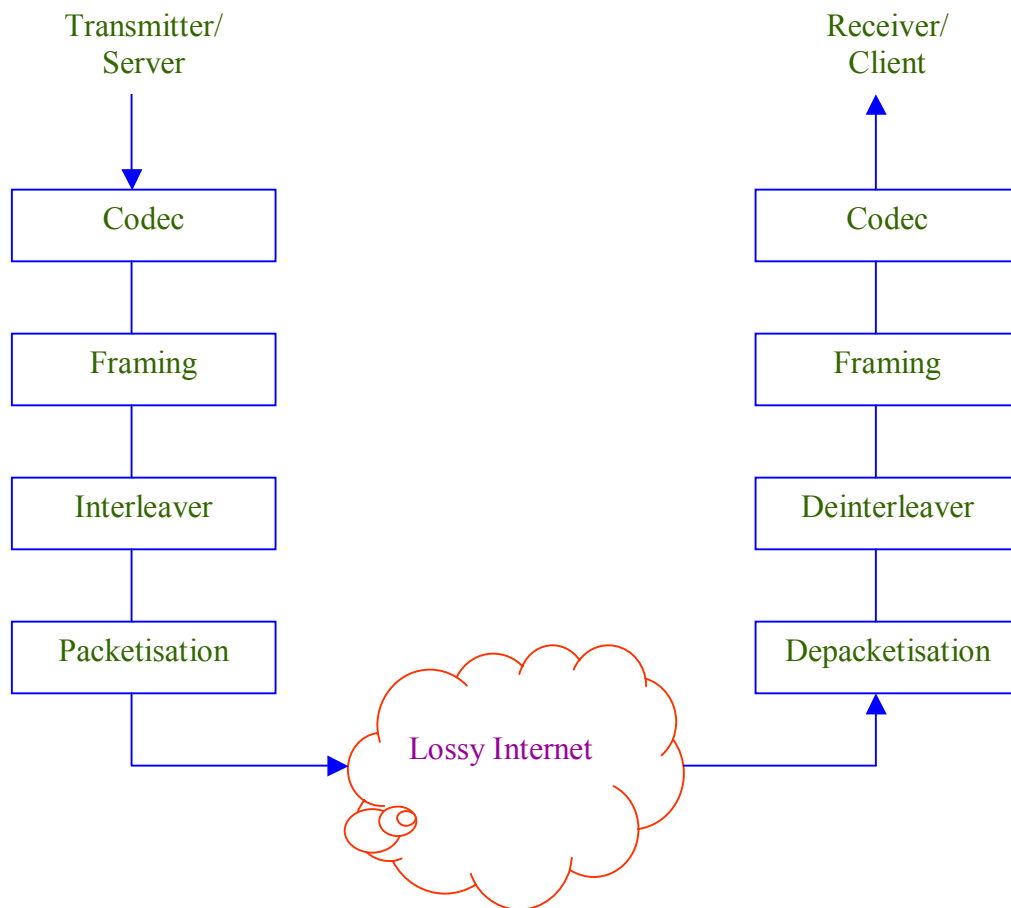 Transmitter/
Server
Receiver/
Client
Codec
Codec
Framing
Framing
Interleaver
Deinterleaver
Packetisation
Depacketisation
Lossy Internet